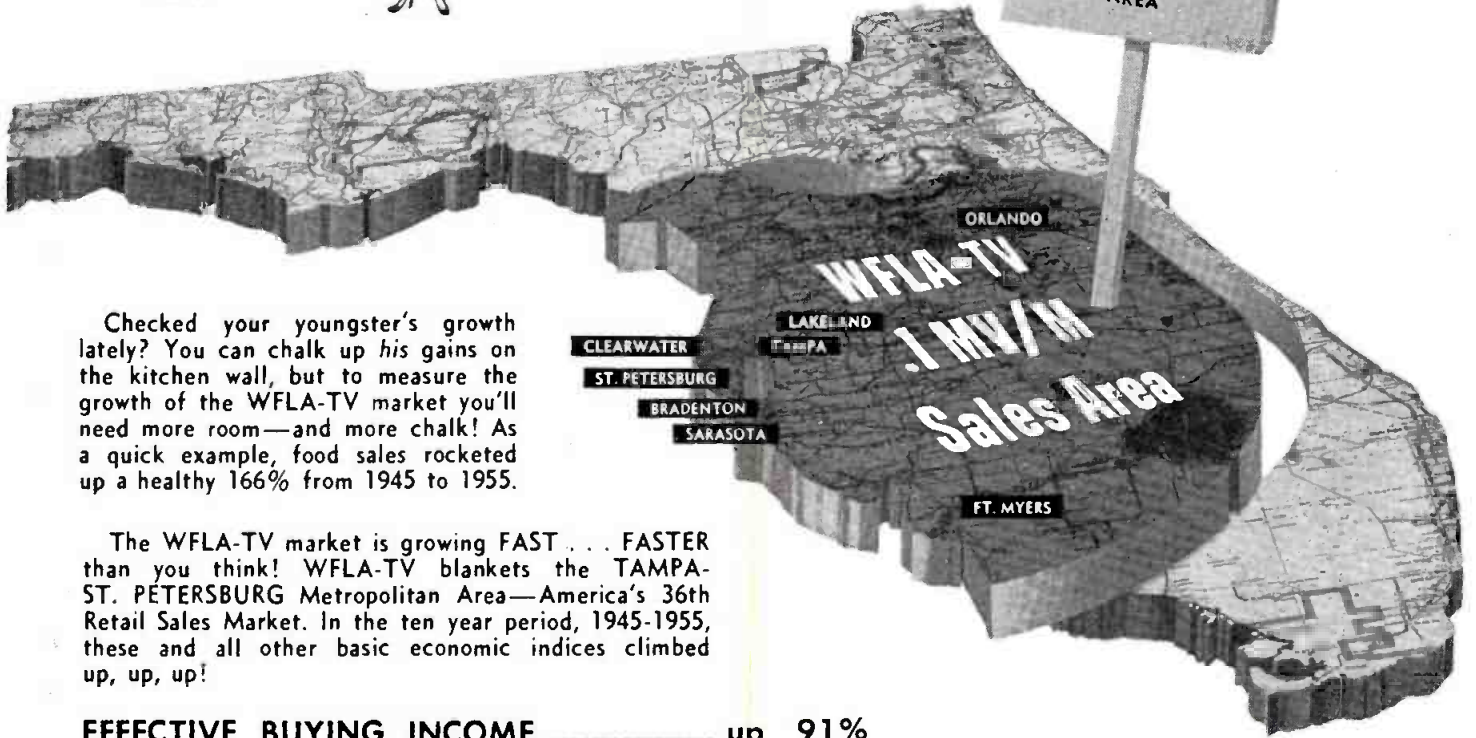 AREA
ORLANDO
WFLA-TV
.1 MV/M
Sales Area
LAKELAND
CLEARWATER
TAMPA
ST. PETERSBURG
BRADENTON
SARASOTA
FT. MYERS
Checked your youngster's growth
lately? You can chalk up his gains on
the kitchen wall, but to measure the
growth of the WFLA-TV market you'll
need more room—and more chalk! As
a quick example, food sales rocketed
up a healthy 166% from 1945 to 1955.
The WFLA-TV market is growing FAST . . . FASTER
than you think! WFLA-TV blankets the TAMPA-
ST. PETERSBURG Metropolitan Area—America's 36th
Retail Sales Market. In the ten year period, 1945-1955,
these and all other basic economic indices climbed
up, up, up!
EFFECTIVE BUYING INCOME up 91%